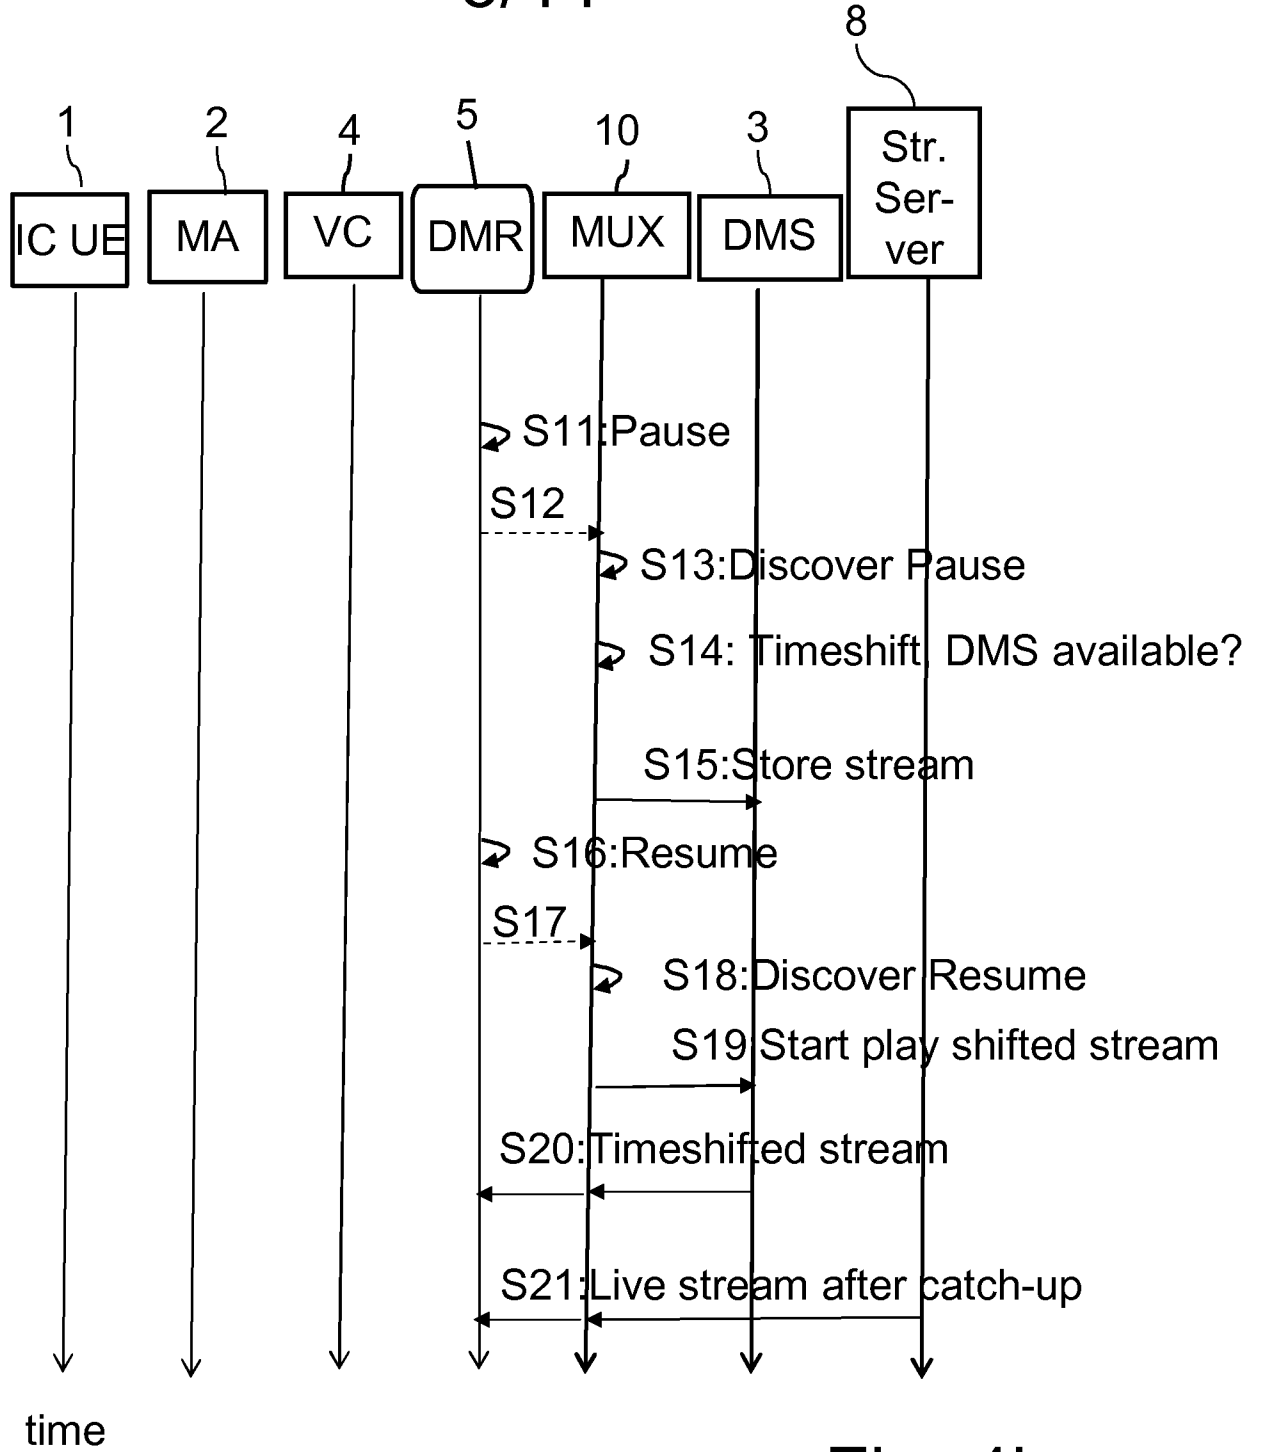 8
1
2
4
5
10
3
IC UE
MA
VC
DMR
MUX
DMS
Str.
Ser-
ver
S11:Pause
S12
S13:Discover Pause
S14: Timeshift, DMS available?
S15:Store stream
S16:Resume
S17
S18:Discover Resume
S19:Start play shifted stream
S20:Timeshifted stream
S21:Live stream after catch-up
time